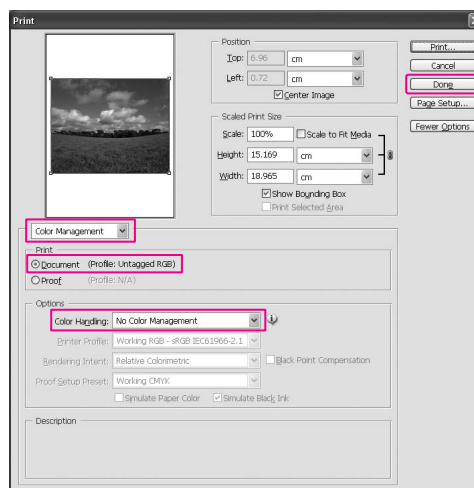 Print
Position
Top: 6.96 cm
Left: 0.72 cm
Center Image
Scaled Print Size
Scale: 100% Scale to Fit Media
Height: 15.169 cm
Width: 18.965 cm
Show Bounding Box
Print Selected Area
Print...
Cancel
Done
Page Setup...
Fewer Options
Color Management
Print
Document (Profile: Untagged RGB)
Proof (Profile: N/A)
Options
Color Handling: No Color Management
Printer Profile: Working RGB - sRGB IEC61966-2.1
Rendering Intent: Relative Colorimetric Black Point Compensation
Proof Setup Preset: Working CMYK
Simulate Paper Color Simulate Black Ink
Description